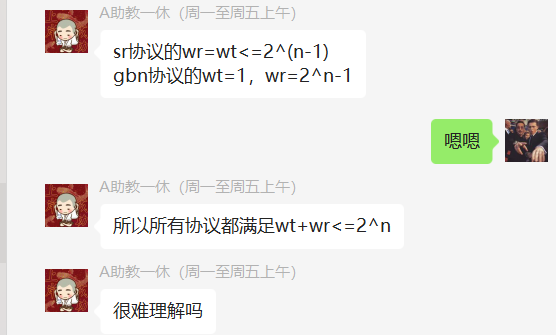 A助教一休（周一至周五上午）
sr协议的wr=wt<=2^(n-1)
gbn协议的wt=1，wr=2^n-1
嗯嗯
A助教一休（周一至周五上午）
所以所有协议都满足wt+wr<=2^n
A助教一休（周一至周五上午）
很难理解吗